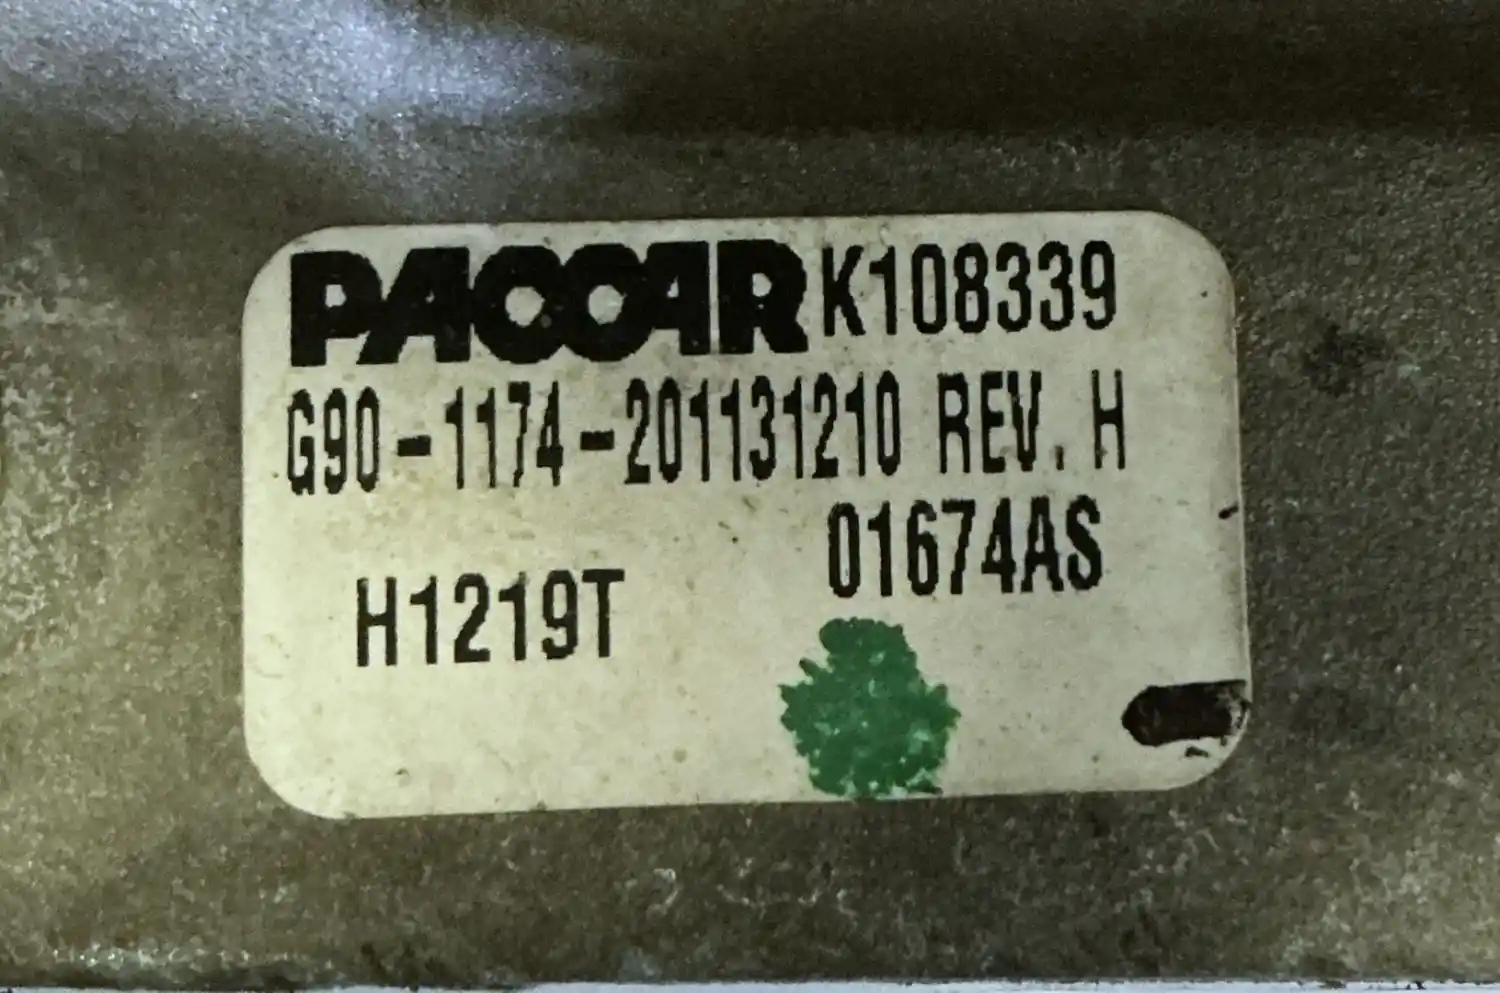 PACCAR K108339
G90-1174-201131210 REV. H
01674AS
H1219T